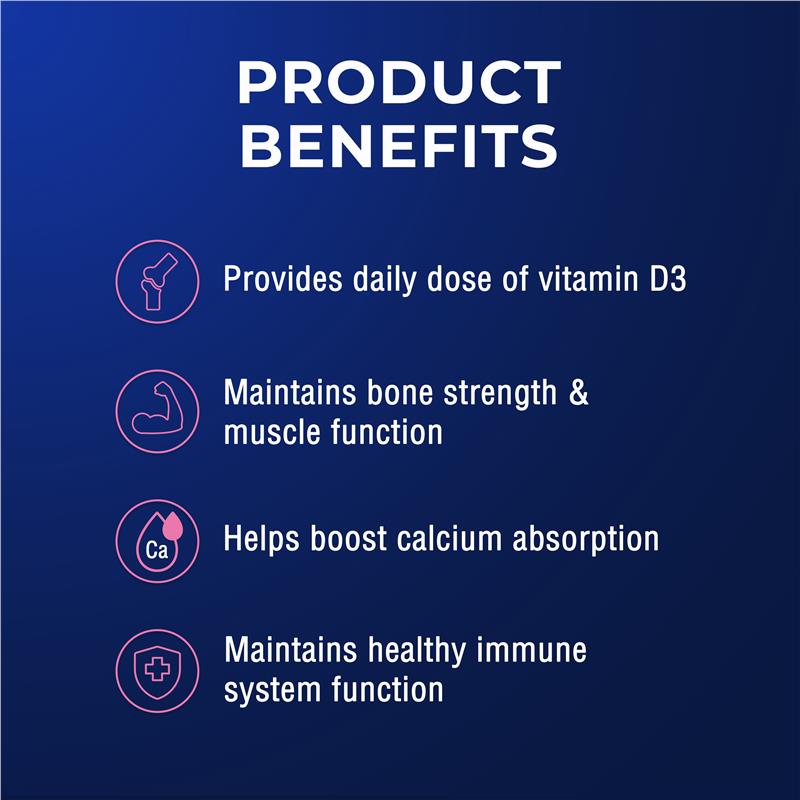 PRODUCT
BENEFITS
Provides daily dose of vitamin D3
Maintains bone strength &
muscle function
Ca
Helps boost calcium absorption
Maintains healthy immune
system function